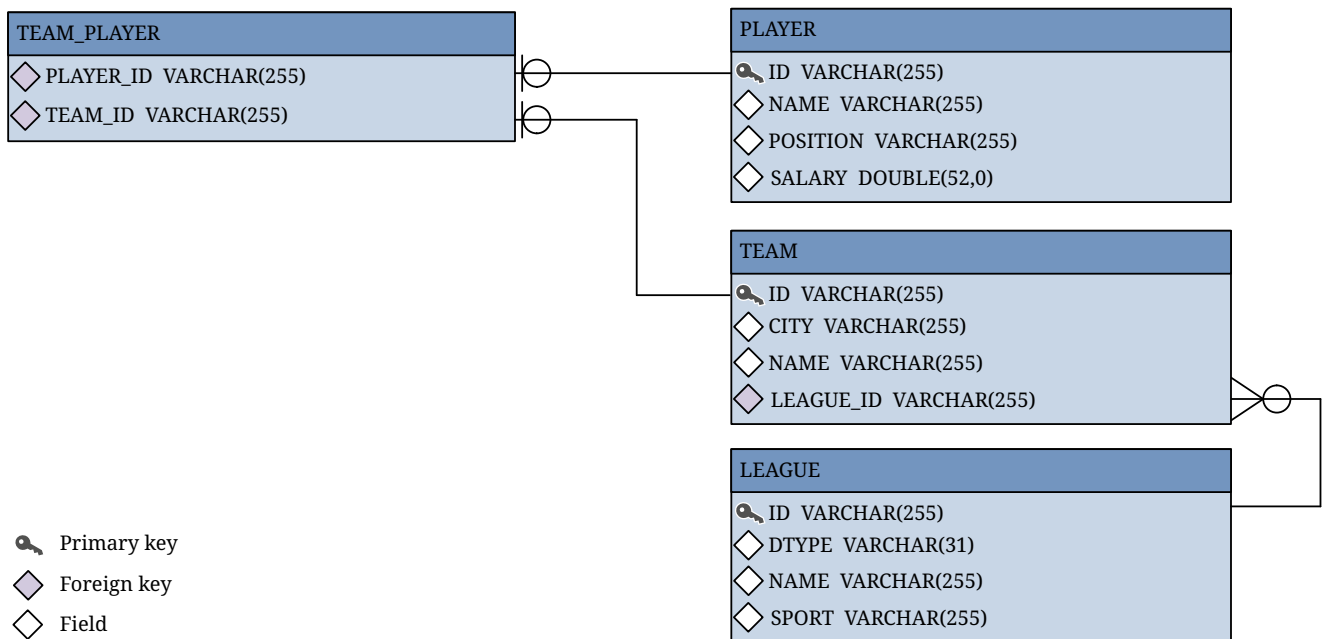 TEAM_PLAYER
PLAYER_ID VARCHAR(255)
TEAM_ID VARCHAR(255)
PLAYER
ID VARCHAR(255)
NAME VARCHAR(255)
POSITION VARCHAR(255)
SALARY DOUBLE(52,0)
TEAM
ID VARCHAR(255)
CITY VARCHAR(255)
NAME VARCHAR(255)
LEAGUE_ID VARCHAR(255)
LEAGUE
ID VARCHAR(255)
DTYPE VARCHAR(31)
NAME VARCHAR(255)
SPORT VARCHAR(255)
Primary key
Foreign key
Field